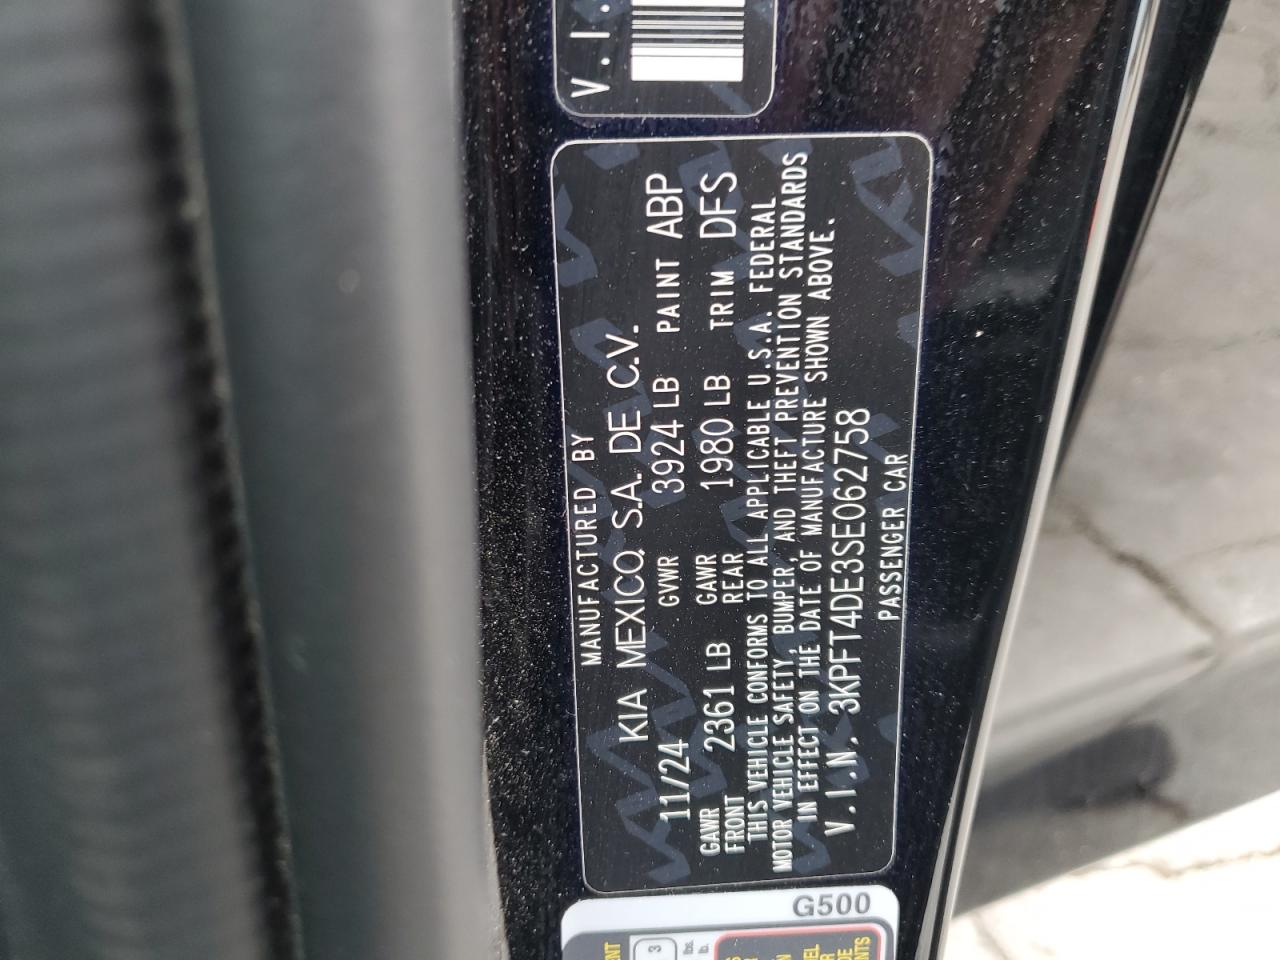 V.I.
MANUFACTURED BY
KIA MEXICO, S.A. DE C.V.
11/24 GVWR 3924 LB PAINT ABP
GAWR FRONT 2361 LB GAWR REAR 1980 LB TRIM DFS
THIS VEHICLE CONFORMS TO ALL APPLICABLE U.S.A. FEDERAL
MOTOR VEHICLE SAFETY, BUMPER, AND THEFT PREVENTION STANDARDS
IN EFFECT ON THE DATE OF MANUFACTURE SHOWN ABOVE.
V.I.N. 3KPFT4DE3SE062758
PASSENGER CAR
G500
3